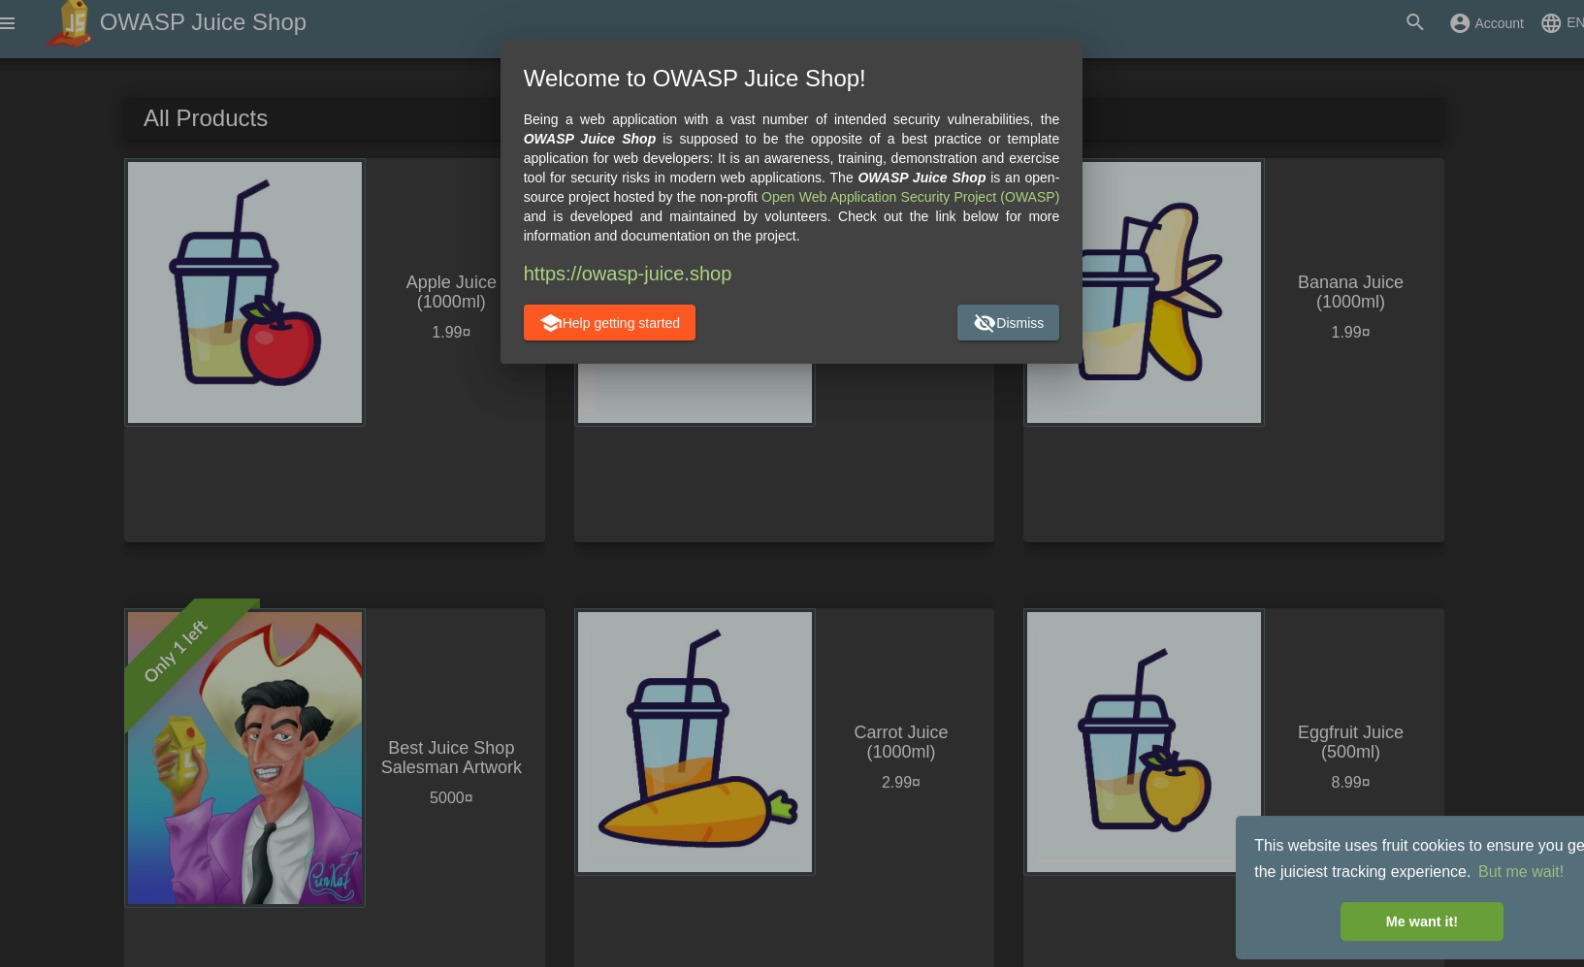 OWASP Juice Shop
Account
EN
Welcome to OWASP Juice Shop!
Being a web application with a vast number of intended security vulnerabilities, the
OWASP Juice Shop is supposed to be the opposite of a best practice or template
application for web developers: It is an awareness, training, demonstration and exercise
tool for security risks in modern web applications. The OWASP Juice Shop is an open-
source project hosted by the non-profit Open Web Application Security Project (OWASP)
and is developed and maintained by volunteers. Check out the link below for more
information and documentation on the project.
https://owasp-juice.shop
Help getting started
Dismiss
All Products
Apple Juice
(1000ml)
1.99¤
Banana Juice
(1000ml)
1.99¤
Only 1 left
Best Juice Shop
Salesman Artwork
5000¤
Carrot Juice
(1000ml)
2.99¤
Eggfruit Juice
(500ml)
8.99¤
This website uses fruit cookies to ensure you ge
the juiciest tracking experience. But me wait!
Me want it!